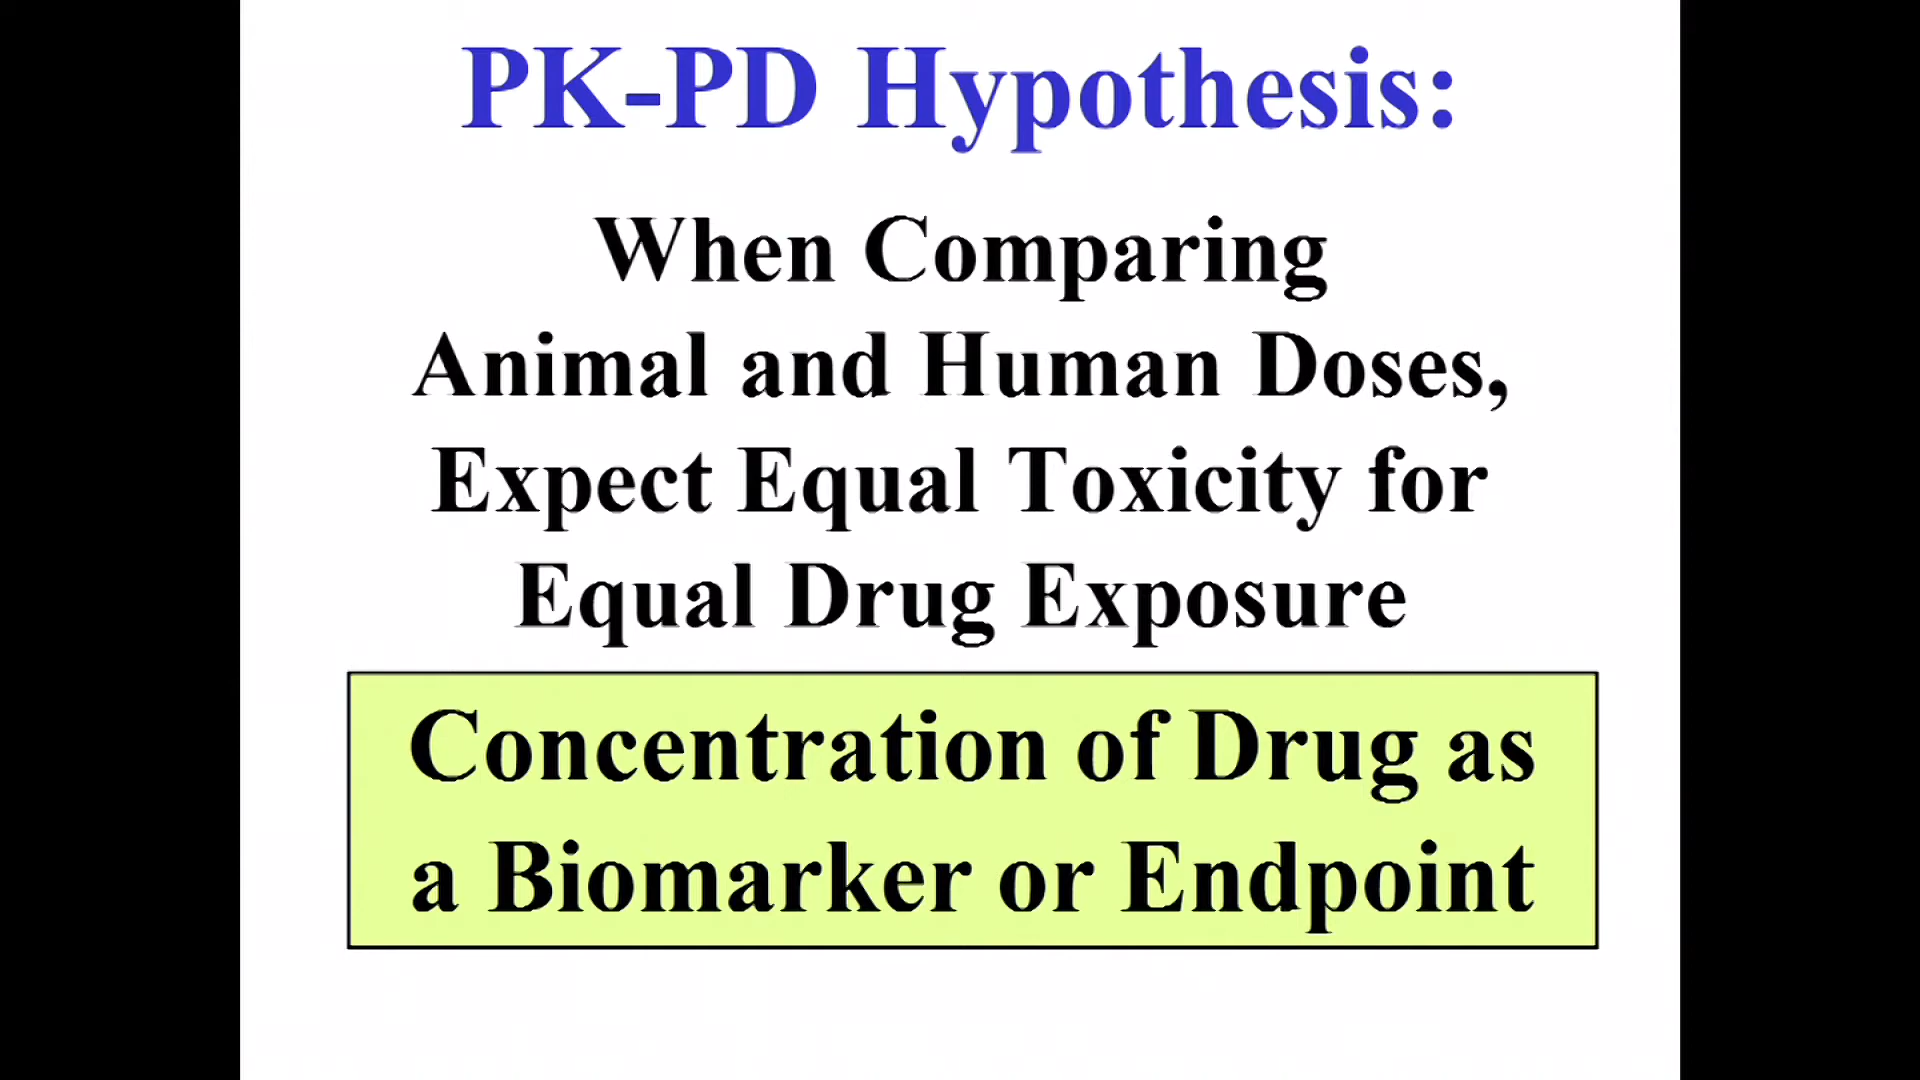 PK-PD Hypothesis:
When Comparing
Animal and Human Doses,
Expect Equal Toxicity for
Equal Drug Exposure
Concentration of Drug as
a Biomarker or Endpoint